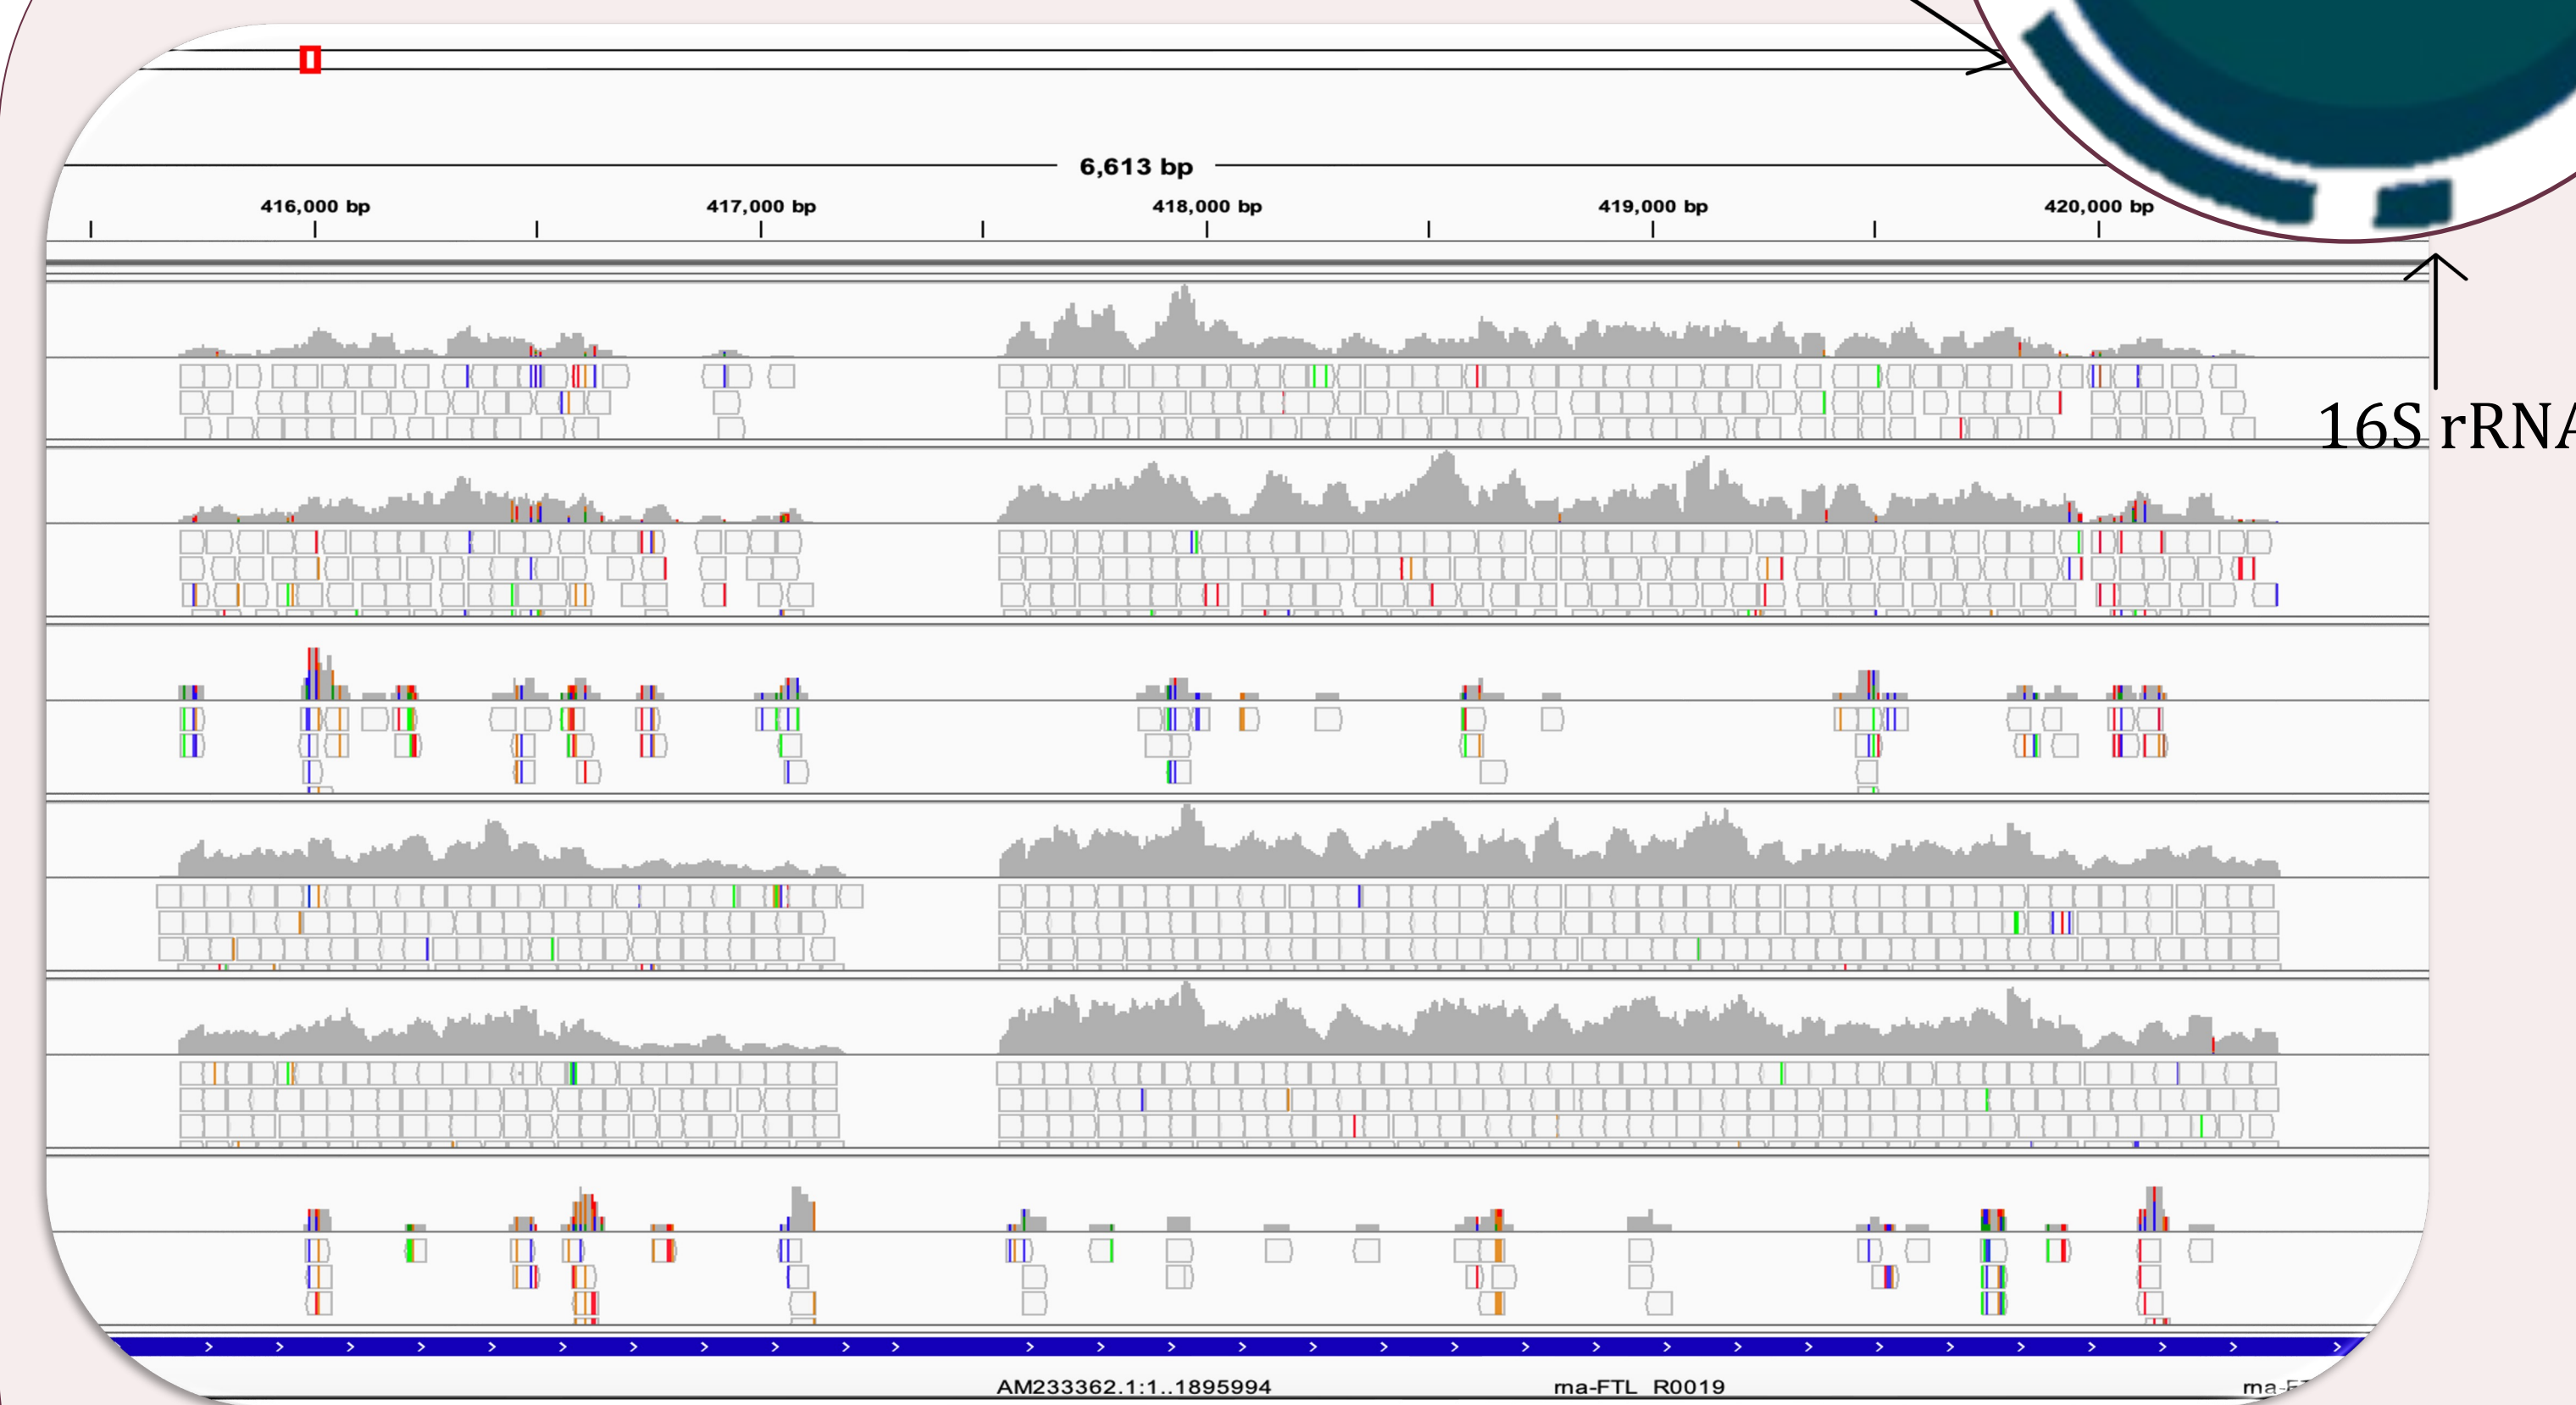 6,613 bp
416,000 bp 417,000 bp 418,000 bp 419,000 bp 420,000 bp
16S rRNA
AM233362.1:1..1895994 rna-FTL_R0019